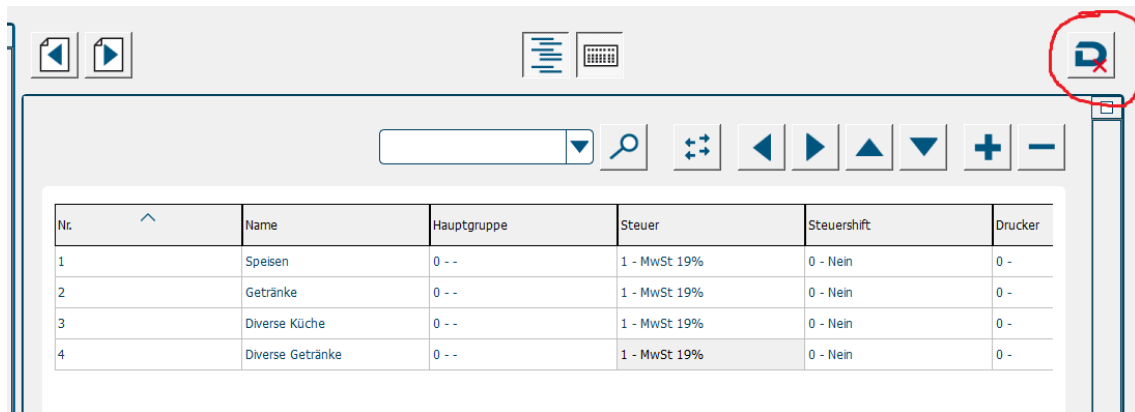 Nr. Name Hauptgruppe Steuer Steuershift Drucker
1 Speisen 0 - - 1 - MwSt 19% 0 - Nein 0 -
2 Getränke 0 - - 1 - MwSt 19% 0 - Nein 0 -
3 Diverse Küche 0 - - 1 - MwSt 19% 0 - Nein 0 -
4 Diverse Getränke 0 - - 1 - MwSt 19% 0 - Nein 0 -